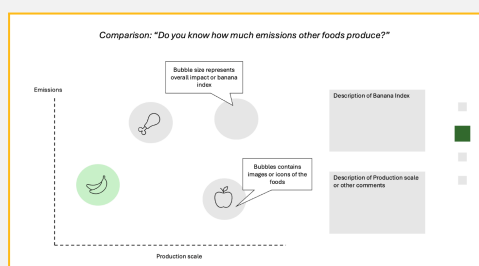 Comparison: “Do you know how much emissions other foods produce?”
Bubble size represents
overall impact or banana
index
Emissions
Description of Banana Index
Bubbles contains
images or icons of the
foods
Description of Production scale
or other comments
Production scale